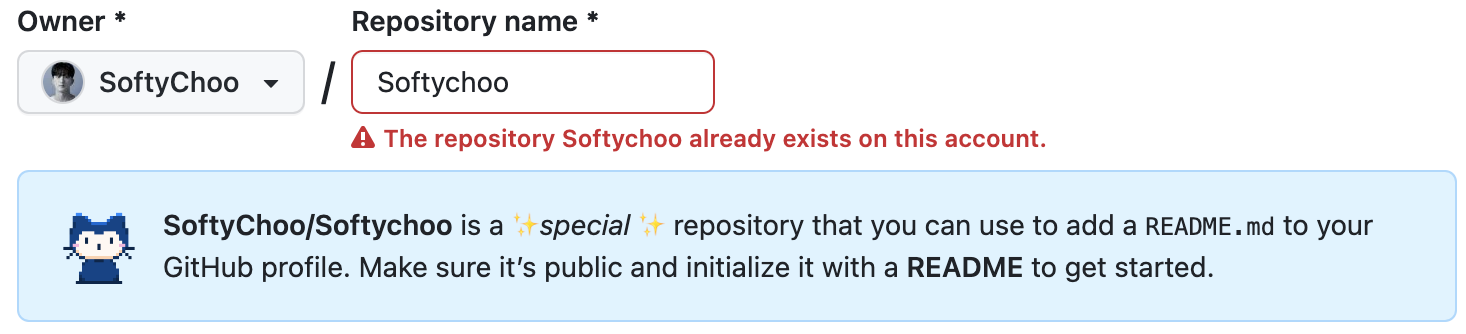 Owner * Repository name *
SoftyChoo / Softychoo
The repository Softychoo already exists on this account.
SoftyChoo/Softychoo is a ✨special ✨ repository that you can use to add a README.md to your
GitHub profile. Make sure it’s public and initialize it with a README to get started.